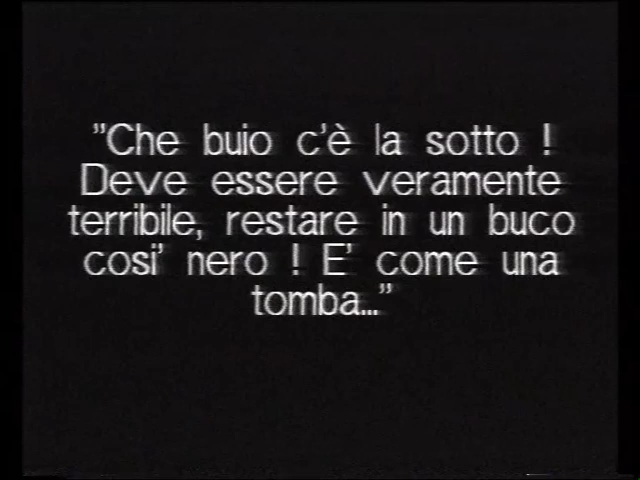 "Che buio c'è la sotto !
Deve essere veramente
terribile, restare in un buco
cosi' nero ! E' come una
tomba..."